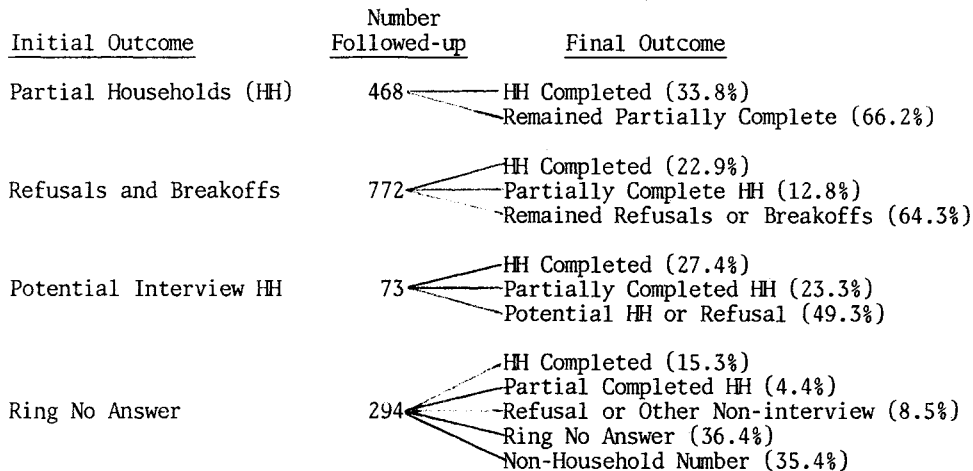 Number
Initial Outcome Followed-up Final Outcome
Partial Households (HH) 468 HH Completed (33.8%)
Remained Partially Complete (66.2%)
HH Completed (22.9%)
Refusals and Breakoffs 772 Partially Complete HH (12.8%)
Remained Refusals or Breakoffs (64.3%)
HH Completed (27.4%)
Potential Interview HH 73 Partially Completed HH (23.3%)
Potential HH or Refusal (49.3%)
HH Completed (15.3%)
Partial Completed HH (4.4%)
Ring No Answer 294 Refusal or Other Non-interview (8.5%)
Ring No Answer (36.4%)
Non-Household Number (35.4%)